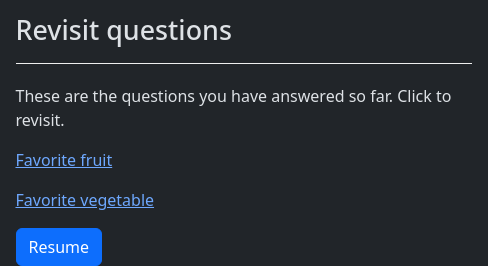 Revisit questions
These are the questions you have answered so far. Click to
revisit.
Favorite fruit
Favorite vegetable
Resume